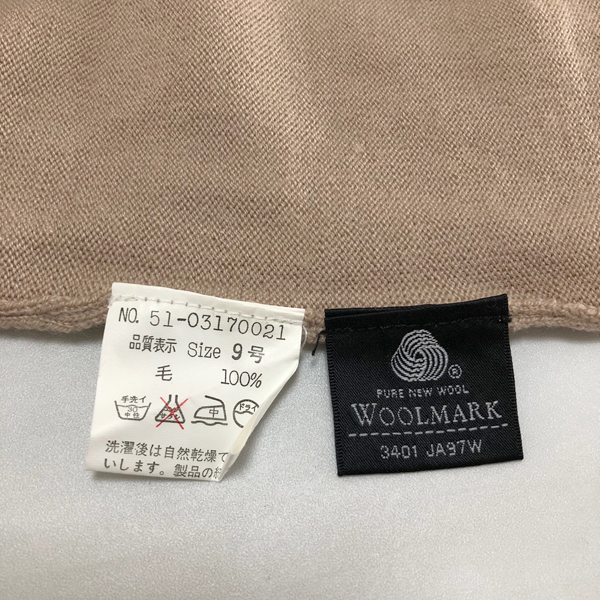 NO. 51-03170021
品質表示 Size 9号
毛 100%
手洗イ 30 中性 中 ドライ
洗濯後は自然乾燥で
いします。製品の
PURE NEW WOOL
WOOLMARK
3401 JA97W